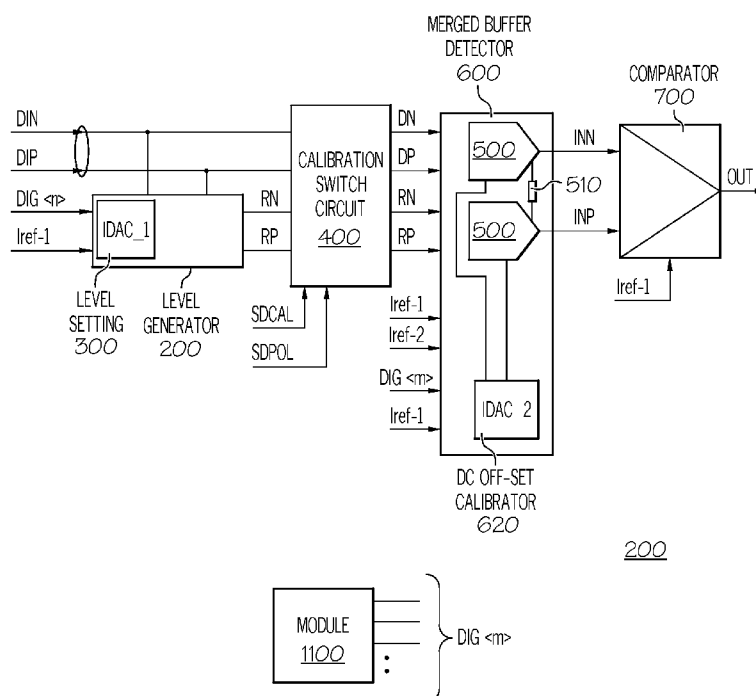 MERGED BUFFER
DETECTOR
600
COMPARATOR
700
DIN
DIP
DIG <n>
Iref-1
IDAC_1
RN
RP
CALIBRATION
SWITCH
CIRCUIT
400
DN
DP
RN
RP
500
500
510
INN
INP
OUT
Iref-1
LEVEL
SETTING
300
LEVEL
GENERATOR
200
SDCAL
SDPOL
Iref-1
Iref-2
DIG <m>
Iref-1
IDAC_2
DC OFF-SET
CALIBRATOR
620
200
MODULE
1100
DIG <m>